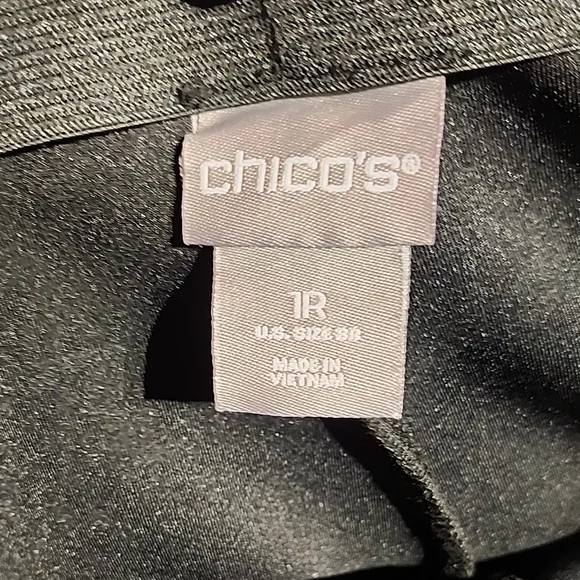 chico's®
1R
U.S. SIZE 8R
MADE IN
VIETNAM